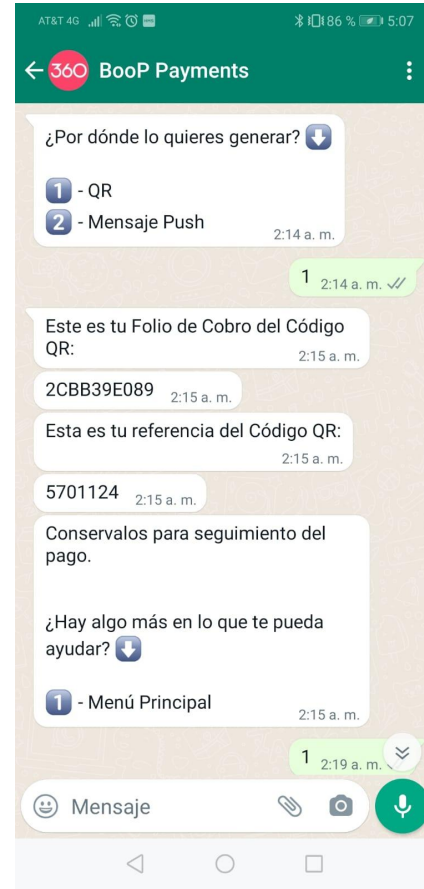 AT&T 4G 86 % 5:07
360 BooP Payments
¿Por dónde lo quieres generar? ⬇️
1️⃣ - QR
2️⃣ - Mensaje Push
2:14 a. m.
1 2:14 a. m.
Este es tu Folio de Cobro del Código
QR:
2:15 a. m.
2CBB39E089 2:15 a. m.
Esta es tu referencia del Código QR:
2:15 a. m.
5701124 2:15 a. m.
Conservalos para seguimiento del
pago.
¿Hay algo más en lo que te pueda
ayudar? ⬇️
1️⃣ - Menú Principal
2:15 a. m.
1 2:19 a. m.
Mensaje